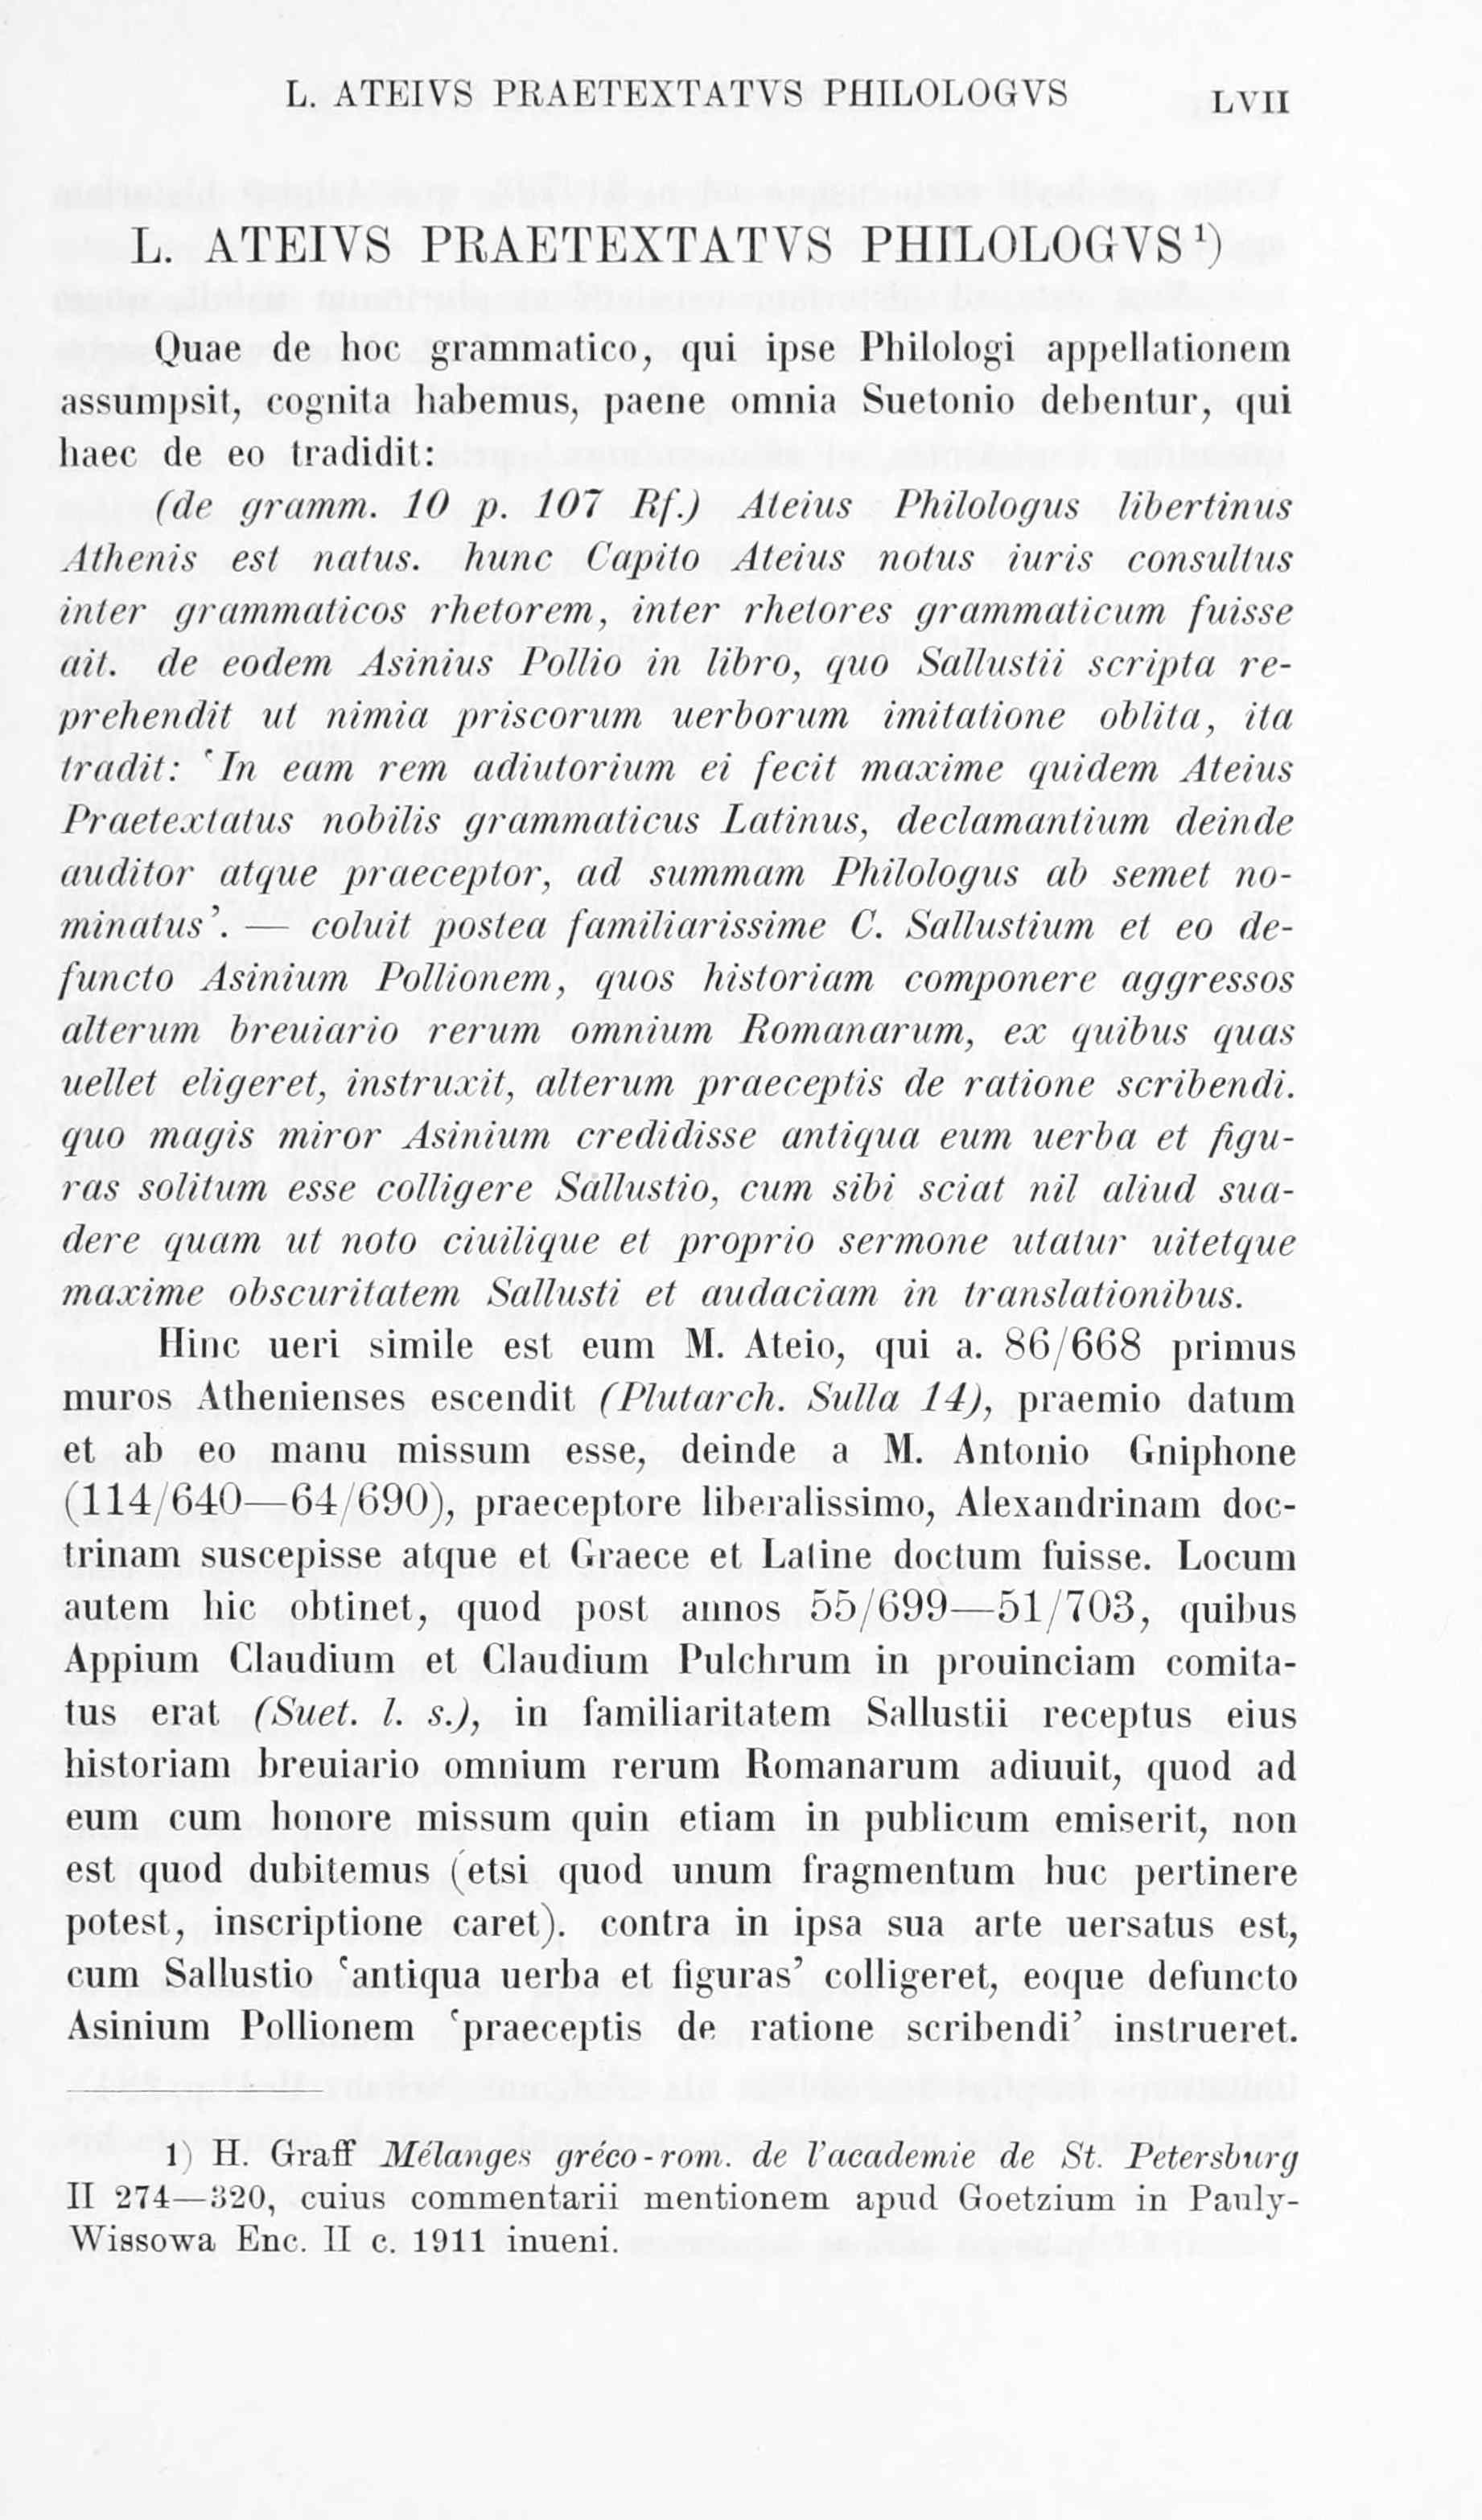 L. ATEIVS PRAETEXTATVS PHILOLOGVS LVII
L. ATEIVS PRAETEXTATVS PHILOLOGVS ¹)
Quae de hoc grammatico, qui ipse Philologi appellationem
assumpsit, cognita habemus, paene omnia Suetonio debentur, qui
haec de eo tradidit:
(de gramm. 10 p. 107 Rf.) Ateius Philologus libertinus
Athenis est natus. hunc Capito Ateius notus iuris consultus
inter grammaticos rhetorem, inter rhetores grammaticum fuisse
ait. de eodem Asinius Pollio in libro, quo Sallustii scripta re-
prehendit ut nimia priscorum uerborum imitatione oblita, ita
tradit: ‘In eam rem adiutorium ei fecit maxime quidem Ateius
Praetextatus nobilis grammaticus Latinus, declamantium deinde
auditor atque praeceptor, ad summam Philologus ab semet no-
minatus’. — coluit postea familiarissime C. Sallustium et eo de-
functo Asinium Pollionem, quos historiam componere aggressos
alterum breuiario rerum omnium Romanarum, ex quibus quas
uellet eligeret, instruxit, alterum praeceptis de ratione scribendi.
quo magis miror Asinium credidisse antiqua eum uerba et figu-
ras solitum esse colligere Sallustio, cum sibi sciat nil aliud sua-
dere quam ut noto ciuilique et proprio sermone utatur uitetque
maxime obscuritatem Sallusti et audaciam in translationibus.
Hinc ueri simile est eum M. Ateio, qui a. 86/668 primus
muros Athenienses escendit (Plutarch. Sulla 14), praemio datum
et ab eo manu missum esse, deinde a M. Antonio Gniphone
(114/640—64/690), praeceptore liberalissimo, Alexandrinam doc-
trinam suscepisse atque et Graece et Latine doctum fuisse. Locum
autem hic obtinet, quod post annos 55/699—51/703, quibus
Appium Claudium et Claudium Pulchrum in prouinciam comita-
tus erat (Suet. l. s.), in familiaritatem Sallustii receptus eius
historiam breuiario omnium rerum Romanarum adiuuit, quod ad
eum cum honore missum quin etiam in publicum emiserit, non
est quod dubitemus (etsi quod unum fragmentum huc pertinere
potest, inscriptione caret). contra in ipsa sua arte uersatus est,
cum Sallustio ‘antiqua uerba et figuras’ colligeret, eoque defuncto
Asinium Pollionem ‘praeceptis de ratione scribendi’ instrueret.
1) H. Graff Mélanges gréco-rom. de l’academie de St. Petersburg
II 274—320, cuius commentarii mentionem apud Goetzium in Pauly-
Wissowa Enc. II c. 1911 inueni.